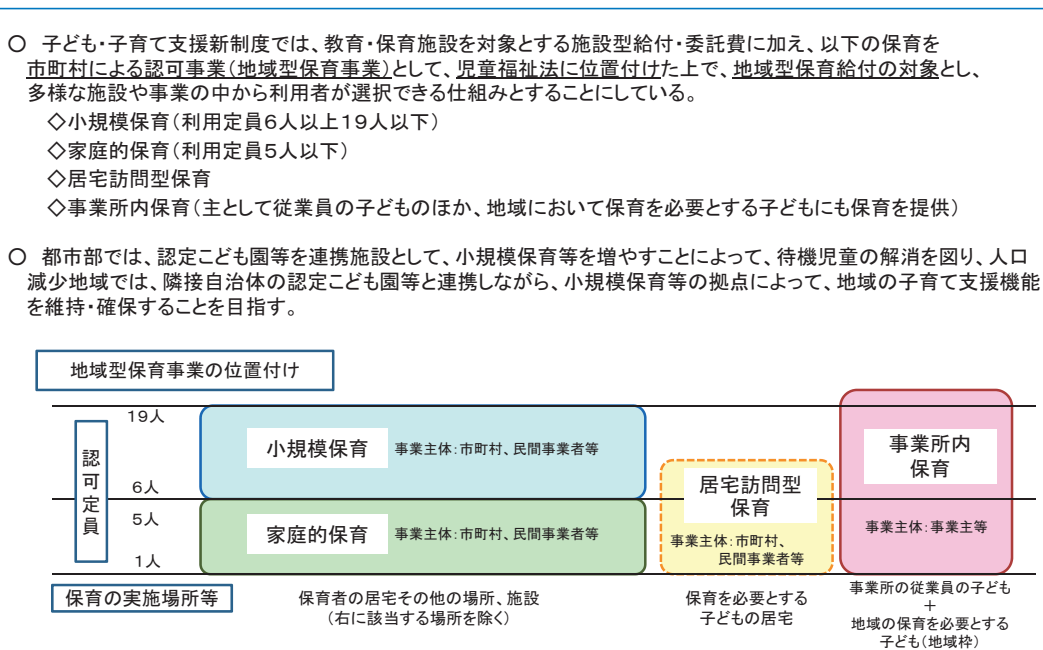 ○ 子ども・子育て支援新制度では、教育・保育施設を対象とする施設型給付・委託費に加え、以下の保育を
市町村による認可事業(地域型保育事業)として、児童福祉法に位置付けた上で、地域型保育給付の対象とし、
多様な施設や事業の中から利用者が選択できる仕組みとすることにしている。
◇小規模保育(利用定員6人以上19人以下)
◇家庭的保育(利用定員5人以下)
◇居宅訪問型保育
◇事業所内保育(主として従業員の子どものほか、地域において保育を必要とする子どもにも保育を提供)
○ 都市部では、認定こども園等を連携施設として、小規模保育等を増やすことによって、待機児童の解消を図り、人口
減少地域では、隣接自治体の認定こども園等と連携しながら、小規模保育等の拠点によって、地域の子育て支援機能
を維持・確保することを目指す。
地域型保育事業の位置付け
認可定員
19人
6人
5人
1人
小規模保育
事業主体:市町村、民間事業者等
家庭的保育
事業主体:市町村、民間事業者等
居宅訪問型
保育
事業主体:市町村、
民間事業者等
事業所内
保育
事業主体:事業主等
保育の実施場所等
保育者の居宅その他の場所、施設
(右に該当する場所を除く)
保育を必要とする
子どもの居宅
事業所の従業員の子ども
+
地域の保育を必要とする
子ども(地域枠)